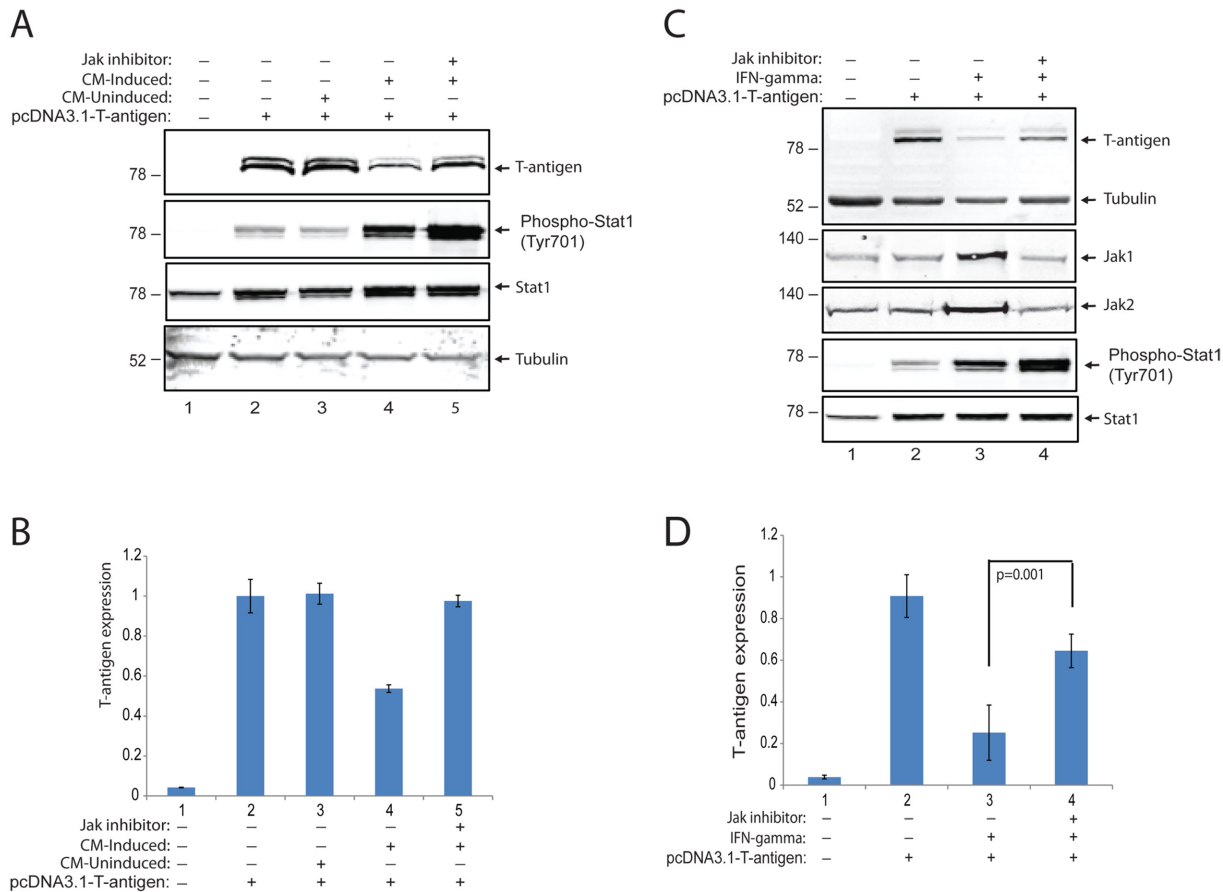 A
Jak inhibitor: – – – – +
CM-Induced: – – – + +
CM-Uninduced: – – + – –
pcDNA3.1-T-antigen: – + + + +
78 – T-antigen
78 – Phospho-Stat1
(Tyr701)
78 – Stat1
52 – Tubulin
1 2 3 4 5
B
T-antigen expression
1.2
1
0.8
0.6
0.4
0.2
0
1 2 3 4 5
Jak inhibitor: – – – – +
CM-Induced: – – – + +
CM-Uninduced: – – + – –
pcDNA3.1-T-antigen: – + + + +
C
Jak inhibitor: – – – +
IFN-gamma: – – + +
pcDNA3.1-T-antigen: – + + +
78 – T-antigen
52 – Tubulin
140 – Jak1
140 – Jak2
78 – Phospho-Stat1
(Tyr701)
78 – Stat1
1 2 3 4
D
T-antigen expression
1.2
1
0.8
0.6
0.4
0.2
0
p=0.001
1 2 3 4
Jak inhibitor: – – – +
IFN-gamma: – – + +
pcDNA3.1-T-antigen: – + + +